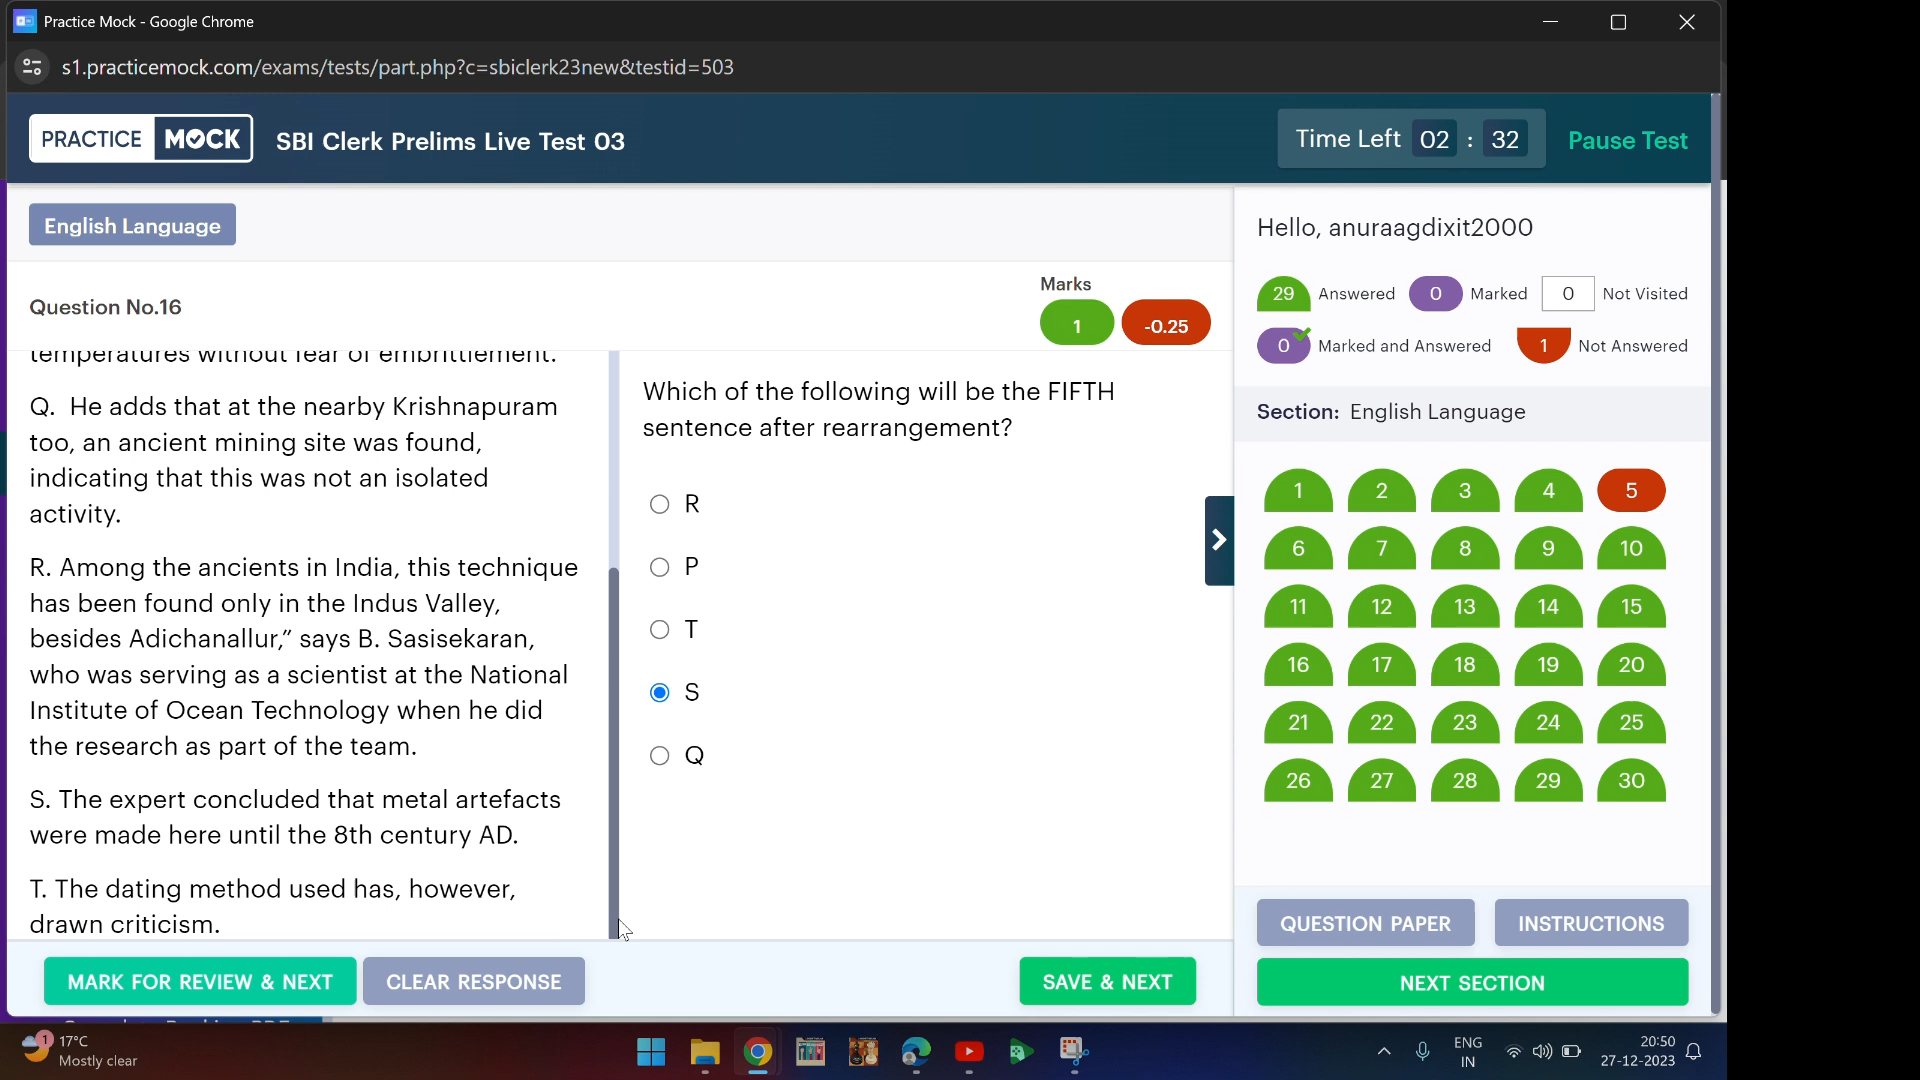 Practice Mock - Google Chrome
s1.practicemock.com/exams/tests/part.php?c=sbiclerk23new&testid=503
PRACTICE MOCK
SBI Clerk Prelims Live Test 03
Time Left 02 : 32
Pause Test
English Language
Hello, anuraagdixit2000
Question No.16
Marks
1 -0.25
29 Answered 0 Marked 0 Not Visited
0 Marked and Answered 1 Not Answered
Section: English Language
temperatures without fear of embrittlement.
Q. He adds that at the nearby Krishnapuram
too, an ancient mining site was found,
indicating that this was not an isolated
activity.
R. Among the ancients in India, this technique
has been found only in the Indus Valley,
besides Adichanallur,” says B. Sasisekaran,
who was serving as a scientist at the National
Institute of Ocean Technology when he did
the research as part of the team.
S. The expert concluded that metal artefacts
were made here until the 8th century AD.
T. The dating method used has, however,
drawn criticism.
Which of the following will be the FIFTH
sentence after rearrangement?
R
P
T
S
Q
1 2 3 4 5
6 7 8 9 10
11 12 13 14 15
16 17 18 19 20
21 22 23 24 25
26 27 28 29 30
QUESTION PAPER
INSTRUCTIONS
MARK FOR REVIEW & NEXT
CLEAR RESPONSE
SAVE & NEXT
NEXT SECTION
1
17°C
Mostly clear
ENG
IN
20:50
27-12-2023